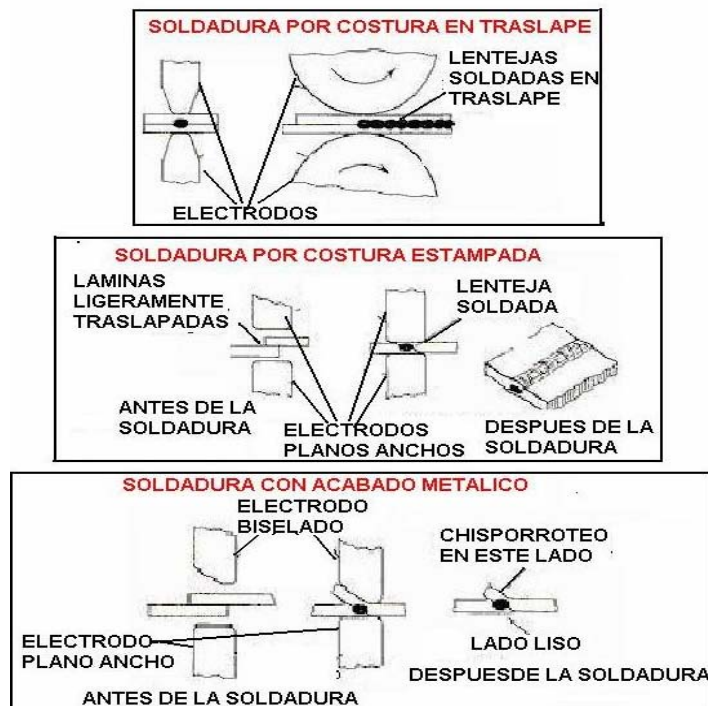 SOLDADURA POR COSTURA EN TRASLAPE
LENTEJAS
SOLDADAS EN
TRASLAPE
ELECTRODOS
SOLDADURA POR COSTURA ESTAMPADA
LAMINAS
LIGERAMENTE
TRASLAPADAS
LENTEJA
SOLDADA
ANTES DE LA
SOLDADURA
ELECTRODOS
PLANOS ANCHOS
DESPUES DE LA
SOLDADURA
SOLDADURA CON ACABADO METALICO
ELECTRODO
BISELADO
CHISPORROTEO
EN ESTE LADO
ELECTRODO
PLANO ANCHO
LADO LISO
ANTES DE LA SOLDADURA
DESPUESDE LA SOLDADURA